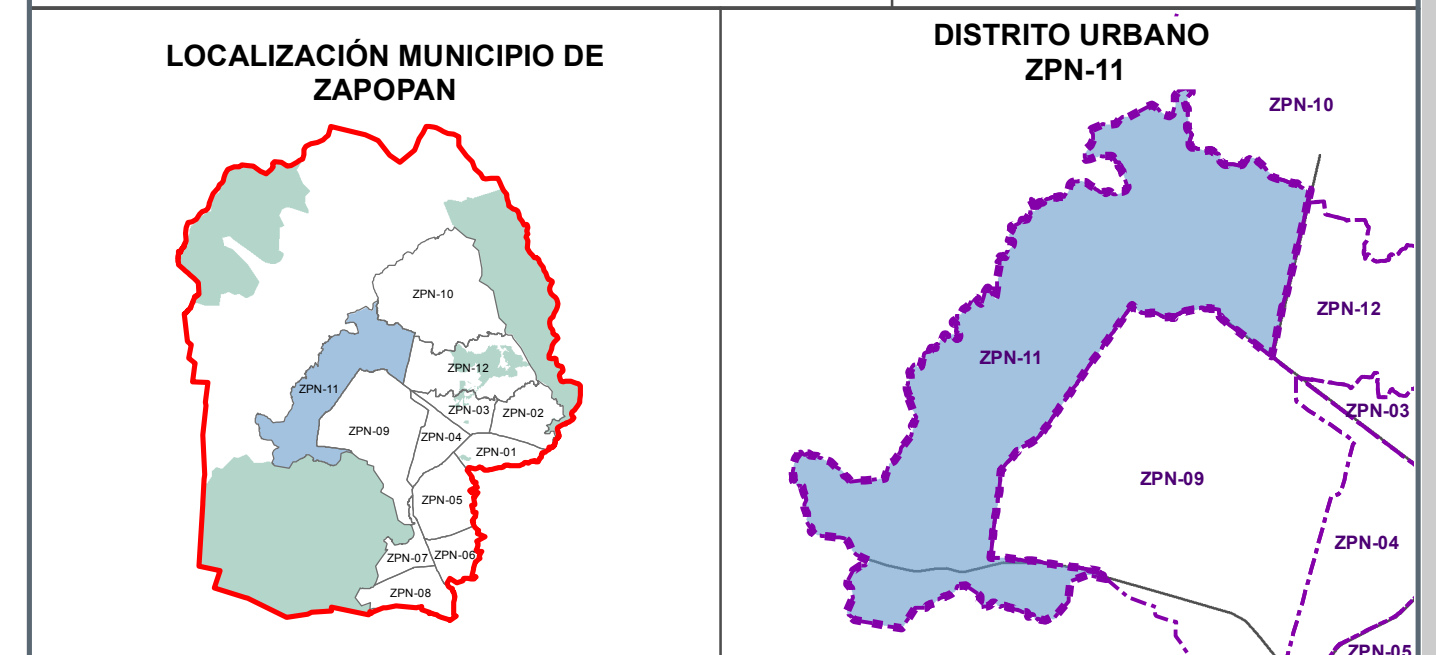 LOCALIZACIÓN MUNICIPIO DE
ZAPOPAN
ZPN-10
ZPN-12
ZPN-11
ZPN-03
ZPN-02
ZPN-09
ZPN-04
ZPN-01
ZPN-05
ZPN-07
ZPN-06
ZPN-08
DISTRITO URBANO
ZPN-11
ZPN-10
ZPN-12
ZPN-11
ZPN-03
ZPN-09
ZPN-04
ZPN-05